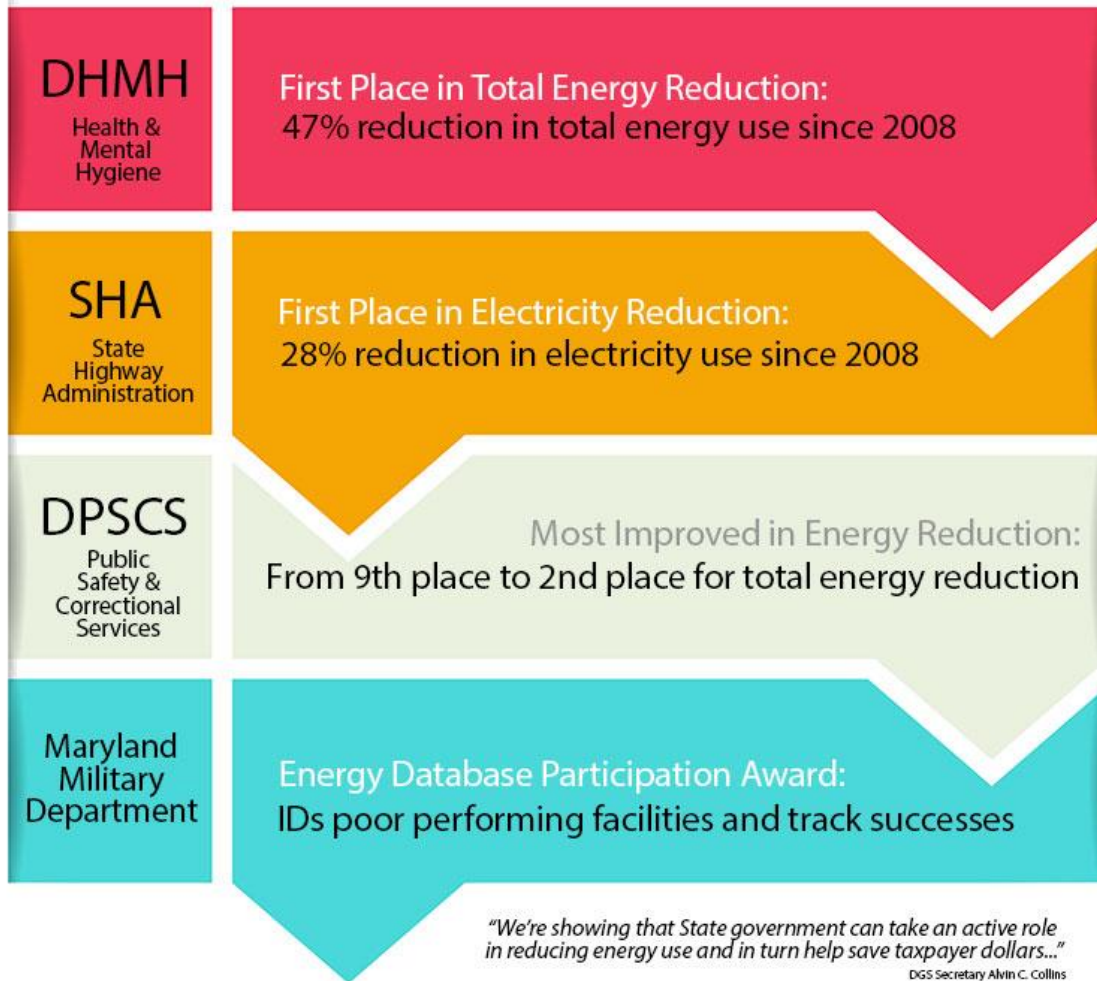 DHMH
Health &
Mental
Hygiene
First Place in Total Energy Reduction:
47% reduction in total energy use since 2008
SHA
State
Highway
Administration
First Place in Electricity Reduction:
28% reduction in electricity use since 2008
DPSCS
Public
Safety &
Correctional
Services
Most Improved in Energy Reduction:
From 9th place to 2nd place for total energy reduction
Maryland
Military
Department
Energy Database Participation Award:
IDs poor performing facilities and track successes
"We're showing that State government can take an active role
in reducing energy use and in turn help save taxpayer dollars..."
DGS Secretary Alvin C. Collins